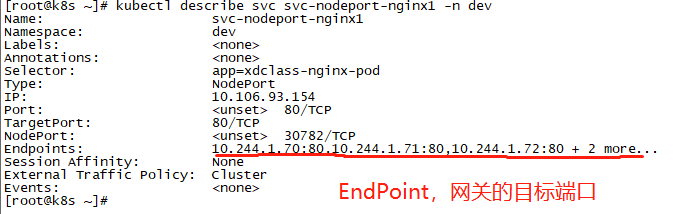 [root@k8s ~]# kubectl describe svc svc-nodeport-nginx1 -n dev
Name: svc-nodeport-nginx1
Namespace: dev
Labels: <none>
Annotations: <none>
Selector: app=xdclass-nginx-pod
Type: NodePort
IP: 10.106.93.154
Port: <unset> 80/TCP
TargetPort: 80/TCP
NodePort: <unset> 30782/TCP
Endpoints: 10.244.1.70:80,10.244.1.71:80,10.244.1.72:80 + 2 more...
Session Affinity: None
External Traffic Policy: Cluster
Events: <none>
[root@k8s ~]#
EndPoint，网关的目标端口